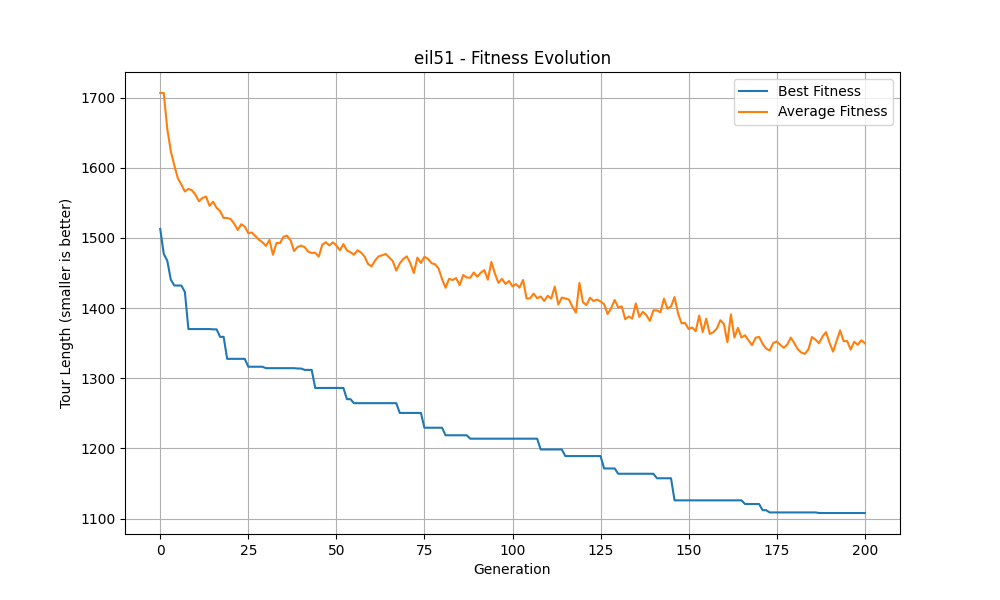 eil51 - Fitness Evolution
Best Fitness
Average Fitness
Tour Length (smaller is better)
1700
1600
1500
1400
1300
1200
1100
0 25 50 75 100 125 150 175 200
Generation